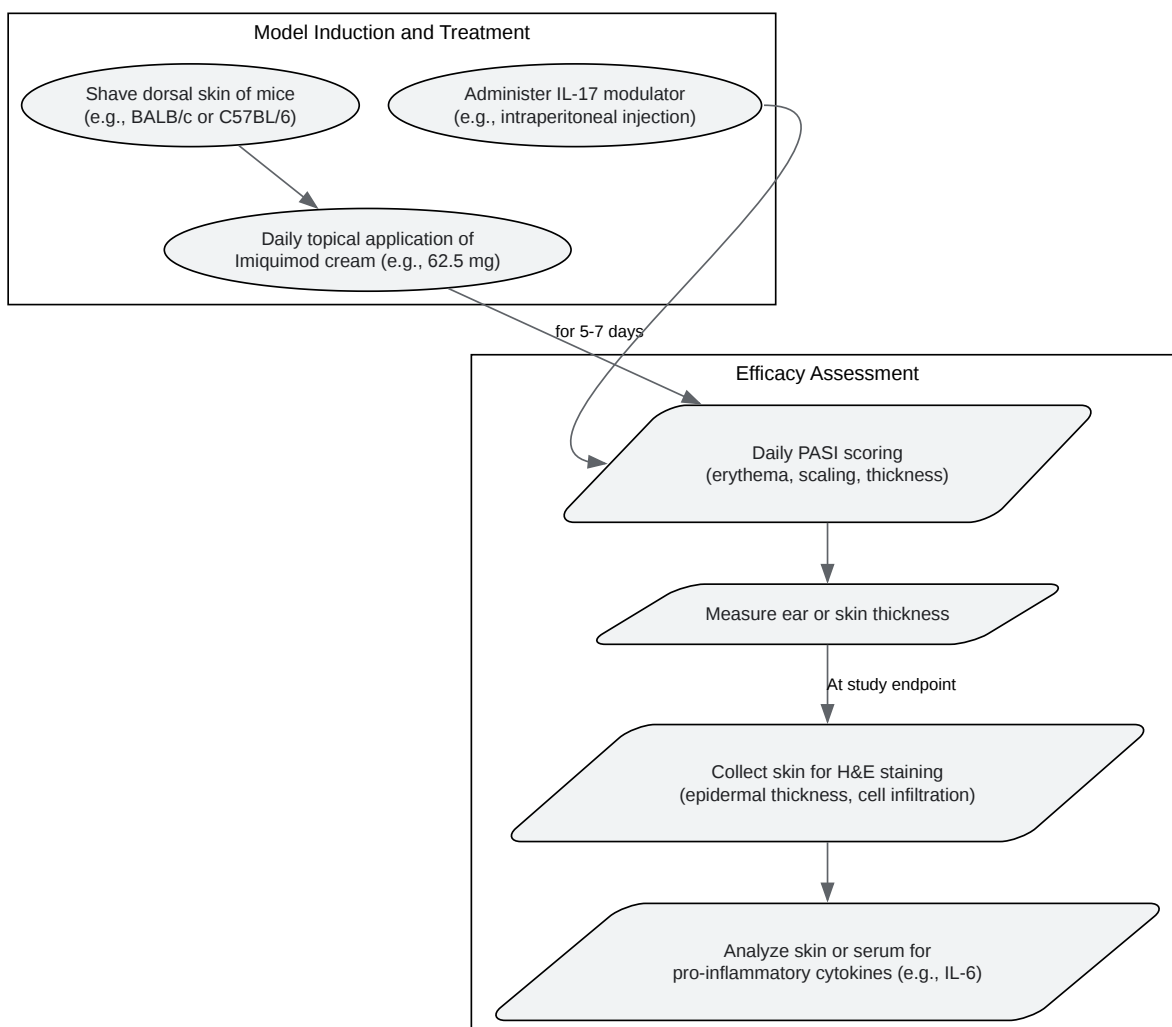 Model Induction and Treatment
Shave dorsal skin of mice
(e.g., BALB/c or C57BL/6)
Administer IL-17 modulator
(e.g., intraperitoneal injection)
Daily topical application of
Imiquimod cream (e.g., 62.5 mg)
for 5-7 days
Efficacy Assessment
Daily PASI scoring
(erythema, scaling, thickness)
Measure ear or skin thickness
At study endpoint
Collect skin for H&E staining
(epidermal thickness, cell infiltration)
Analyze skin or serum for
pro-inflammatory cytokines (e.g., IL-6)